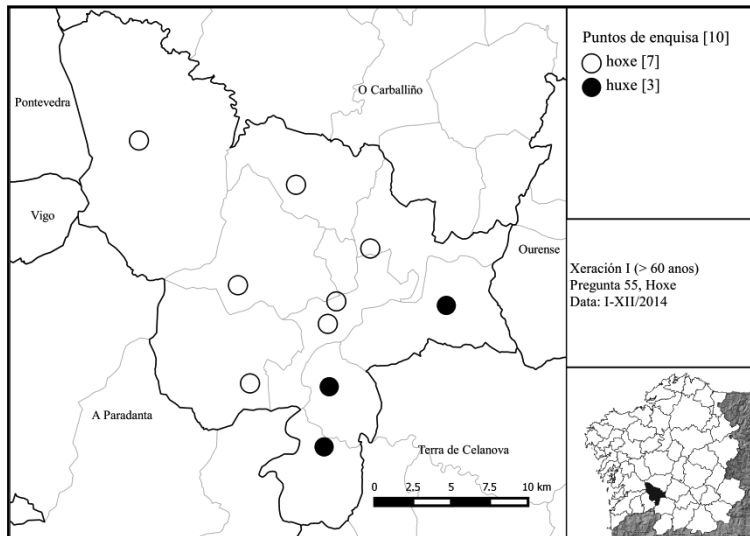 Puntos de enquisa [10]
hoxe [7]
huxe [3]
O Carballiño
Pontevedra
Vigo
Ourense
Xeración I (> 60 anos)
Pregunta 55, Hoxe
Data: I-XII/2014
A Paradanta
Terra de Celanova
0 2,5 5 7,5 10 km